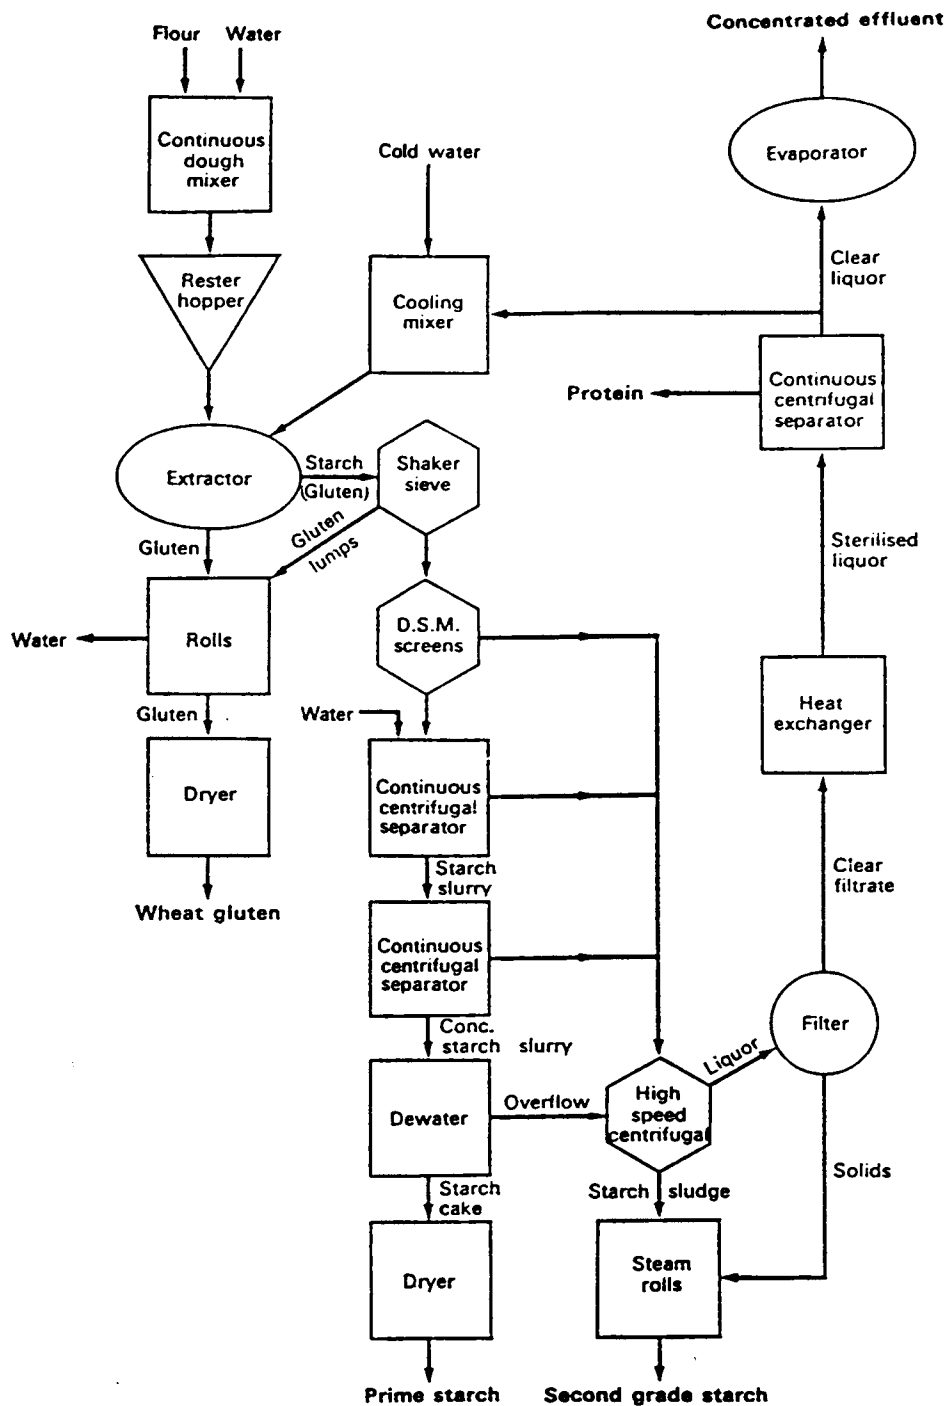 Concentrated effluent
Flour
Water
Continuous
dough
mixer
Cold water
Evaporator
Rester
hopper
Cooling
mixer
Clear
liquor
Protein
Continuous
centrifugal
separator
Extractor
Starch
(Gluten)
Shaker
sieve
Gluten
Gluten
lumps
Sterilised
liquor
Water
Rolls
D.S.M.
screens
Gluten
Water
Heat
exchanger
Dryer
Continuous
centrifugal
separator
Starch
slurry
Clear
filtrate
Wheat gluten
Continuous
centrifugal
separator
Conc.
starch slurry
Liquor
Filter
Dewater
Overflow
High
speed
centrifugal
Starch
cake
Starch sludge
Solids
Dryer
Steam
rolls
Prime starch
Second grade starch